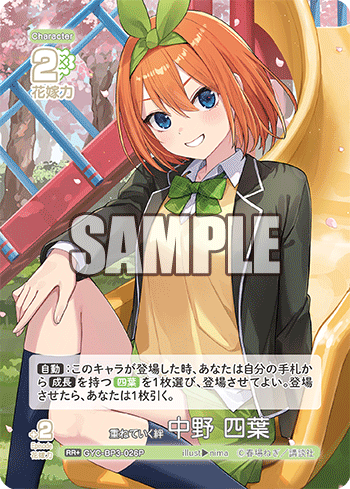 Character
2
花嫁力
SAMPLE
自動:このキャラが登場した時、あなたは自分の手札か
ら 成長 を持つ 四葉 を1枚選び、登場させてよい。登場
させたら、あなたは1枚引く。
+2
花嫁力
重ねていく絆 中野 四葉
RR+ GYC-BP3-026P illust▶nima ©春場ねぎ/講談社